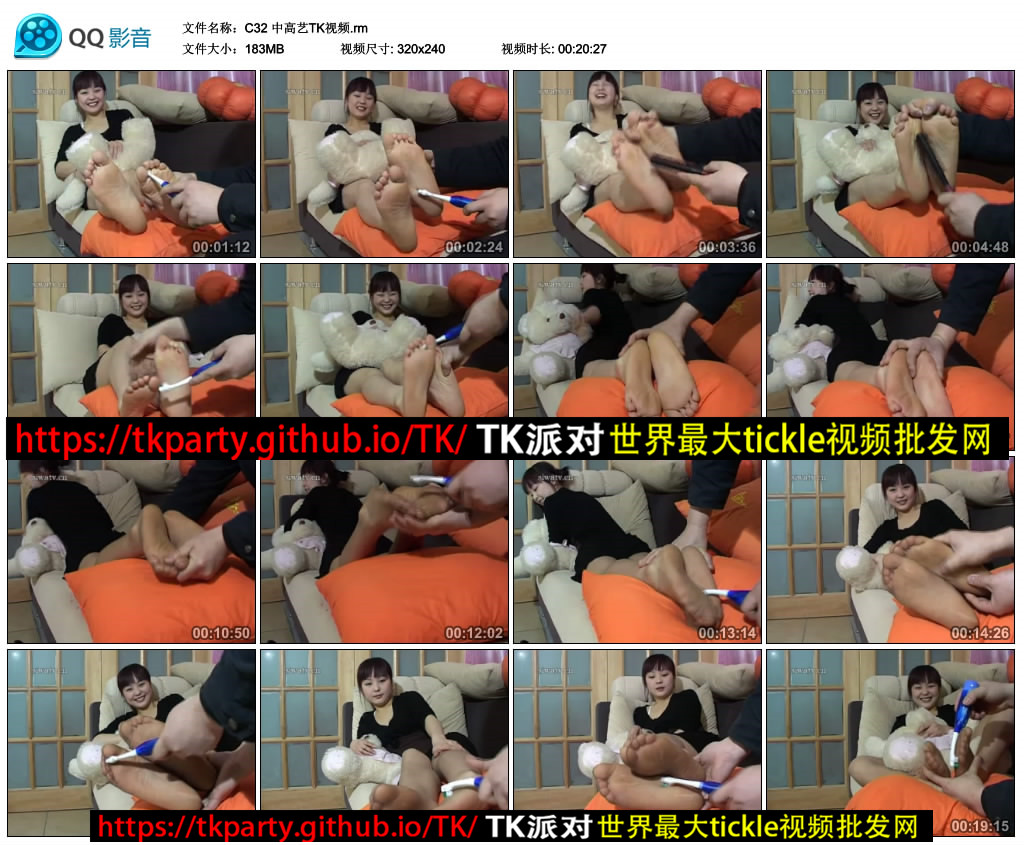 QQ 影音
文件名称: C32 中高艺TK视频.rm
文件大小: 183MB 视频尺寸: 320x240 视频时长: 00:20:27
00:01:12
00:02:24
00:03:36
00:04:48
https://tkparty.github.io/TK/ TK派对 世界最大tickle视频批发网
00:10:50
00:12:02
00:13:14
00:14:26
https://tkparty.github.io/TK/ TK派对 世界最大tickle视频批发网
00:19:15